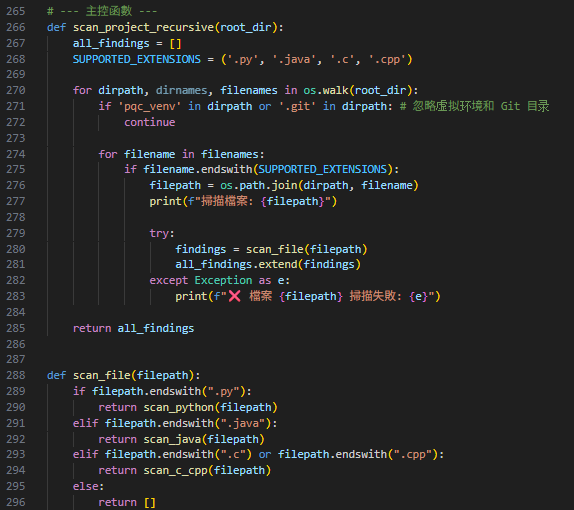 265 # --- 主控函數 ---
266 def scan_project_recursive(root_dir):
267     all_findings = []
268     SUPPORTED_EXTENSIONS = ('.py', '.java', '.c', '.cpp')
269
270     for dirpath, dirnames, filenames in os.walk(root_dir):
271         if 'pqc_venv' in dirpath or '.git' in dirpath: # 忽略虛拟环境和 Git 目录
272             continue
273
274         for filename in filenames:
275             if filename.endswith(SUPPORTED_EXTENSIONS):
276                 filepath = os.path.join(dirpath, filename)
277                 print(f"掃描檔案: {filepath}")
278
279                 try:
280                     findings = scan_file(filepath)
281                     all_findings.extend(findings)
282                 except Exception as e:
283                     print(f"❌ 檔案 {filepath} 掃描失敗: {e}")
284
285     return all_findings
286
287
288 def scan_file(filepath):
289     if filepath.endswith(".py"):
290         return scan_python(filepath)
291     elif filepath.endswith(".java"):
292         return scan_java(filepath)
293     elif filepath.endswith(".c") or filepath.endswith(".cpp"):
294         return scan_c_cpp(filepath)
295     else:
296         return []